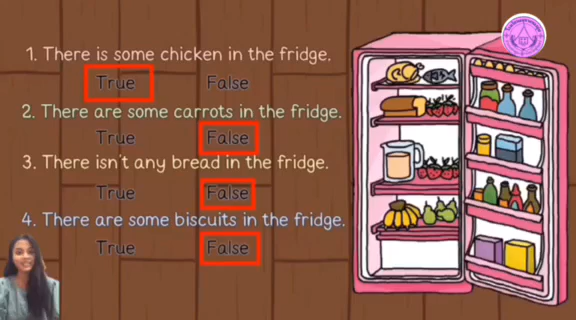 1. There is some chicken in the fridge.
True False
2. There are some carrots in the fridge.
True False
3. There isn't any bread in the fridge.
True False
4. There are some biscuits in the fridge.
True False